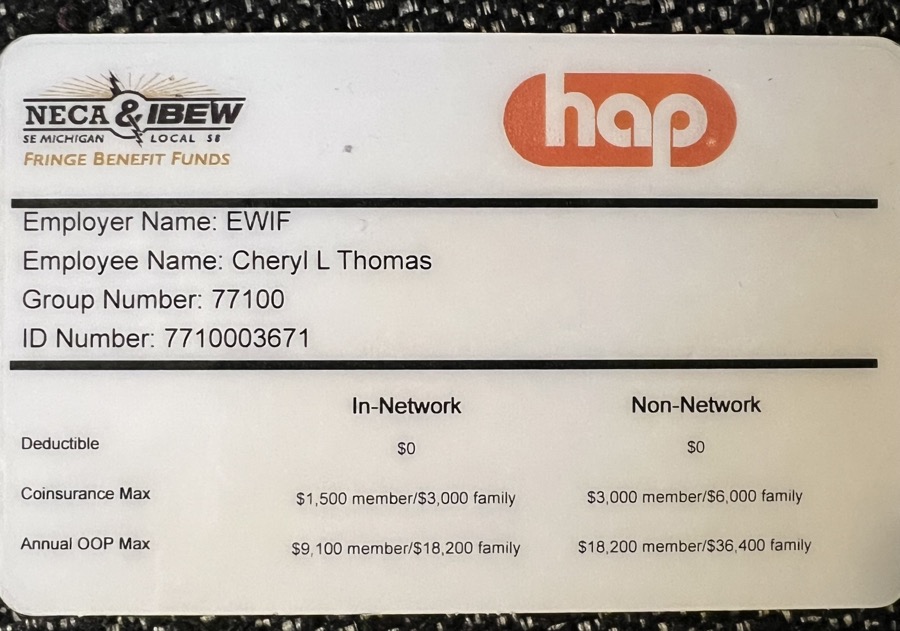 NECA & IBEW
SE MICHIGAN LOCAL 58
FRINGE BENEFIT FUNDS
hap
Employer Name: EWIF
Employee Name: Cheryl L Thomas
Group Number: 77100
ID Number: 7710003671
In-Network Non-Network
Deductible $0 $0
Coinsurance Max $1,500 member/$3,000 family $3,000 member/$6,000 family
Annual OOP Max $9,100 member/$18,200 family $18,200 member/$36,400 family